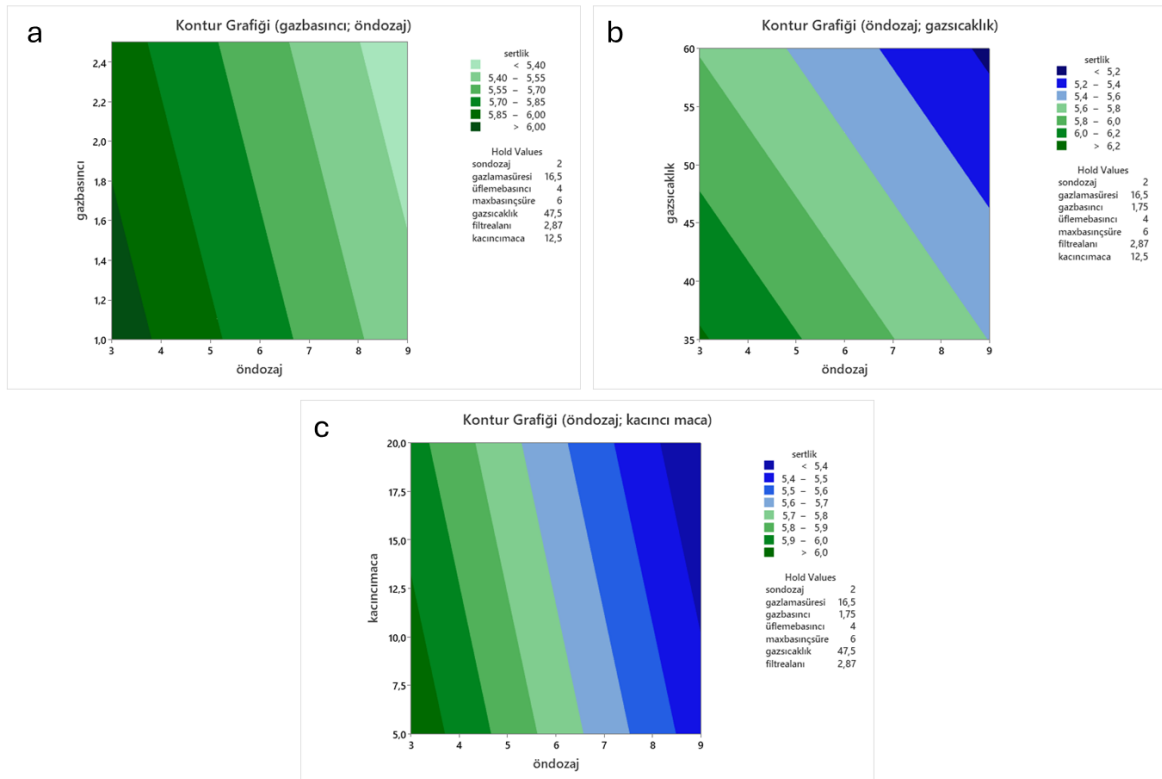 a
Kontur Grafiği (gazbasıncı; öndozaj)
gazbasıncı
2,4
2,2
2,0
1,8
1,6
1,4
1,2
1,0
3 4 5 6 7 8 9
öndozaj
sertlik
< 5,40
5,40 – 5,55
5,55 – 5,70
5,70 – 5,85
5,85 – 6,00
> 6,00
Hold Values
sondozaj 2
gazlamasüresi 16,5
üflemebasıncı 4
maxbasınçsüre 6
gazsıcaklık 47,5
filtrealanı 2,87
kacıncımaca 12,5
b
Kontur Grafiği (öndozaj; gazsıcaklık)
gazsıcaklık
60
55
50
45
40
35
3 4 5 6 7 8 9
öndozaj
sertlik
< 5,2
5,2 – 5,4
5,4 – 5,6
5,6 – 5,8
5,8 – 6,0
6,0 – 6,2
> 6,2
Hold Values
sondozaj 2
gazlamasüresi 16,5
gazbasıncı 1,75
üflemebasıncı 4
maxbasınçsüre 6
filtrealanı 2,87
kacıncımaca 12,5
c
Kontur Grafiği (öndozaj; kacıncı maca)
kacıncımaca
20,0
17,5
15,0
12,5
10,0
7,5
5,0
3 4 5 6 7 8 9
öndozaj
sertlik
< 5,4
5,4 – 5,5
5,5 – 5,6
5,6 – 5,7
5,7 – 5,8
5,8 – 5,9
5,9 – 6,0
> 6,0
Hold Values
sondozaj 2
gazlamasüresi 16,5
gazbasıncı 1,75
üflemebasıncı 4
maxbasınçsüre 6
gazsıcaklık 47,5
filtrealanı 2,87